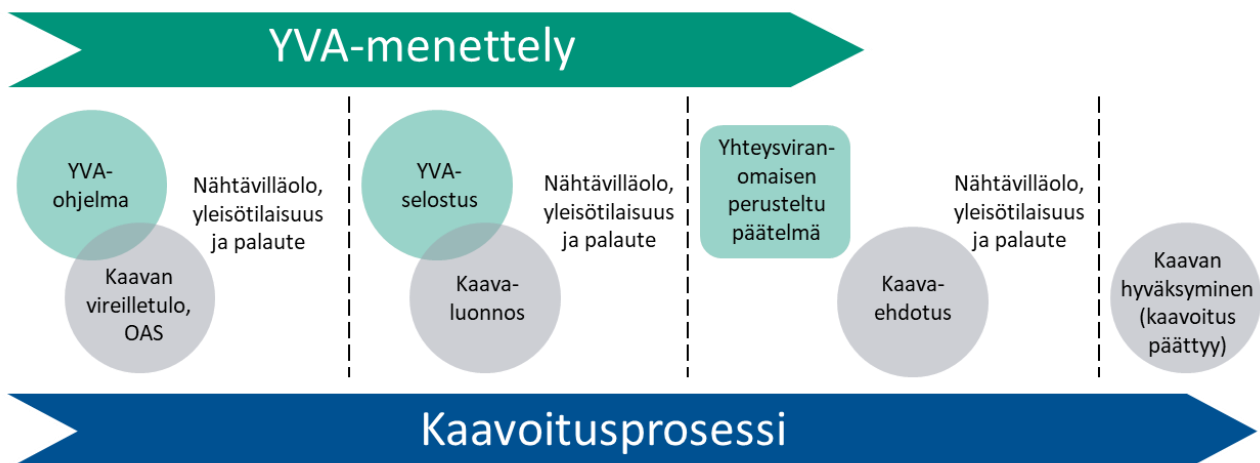 YVA-menettely
YVA-
ohjelma
Kaavan
vireilletulo,
OAS
Nähtävilläolo,
yleisötilaisuus
ja palaute
YVA-
selostus
Kaava-
luonnos
Nähtävilläolo,
yleisötilaisuus
ja palaute
Yhteysviran-
omaisen
perusteltu
päätelmä
Kaava-
ehdotus
Nähtävilläolo,
yleisötilaisuus
ja palaute
Kaavan
hyväksyminen
(kaavoitus
päättyy)
Kaavoitusprosessi